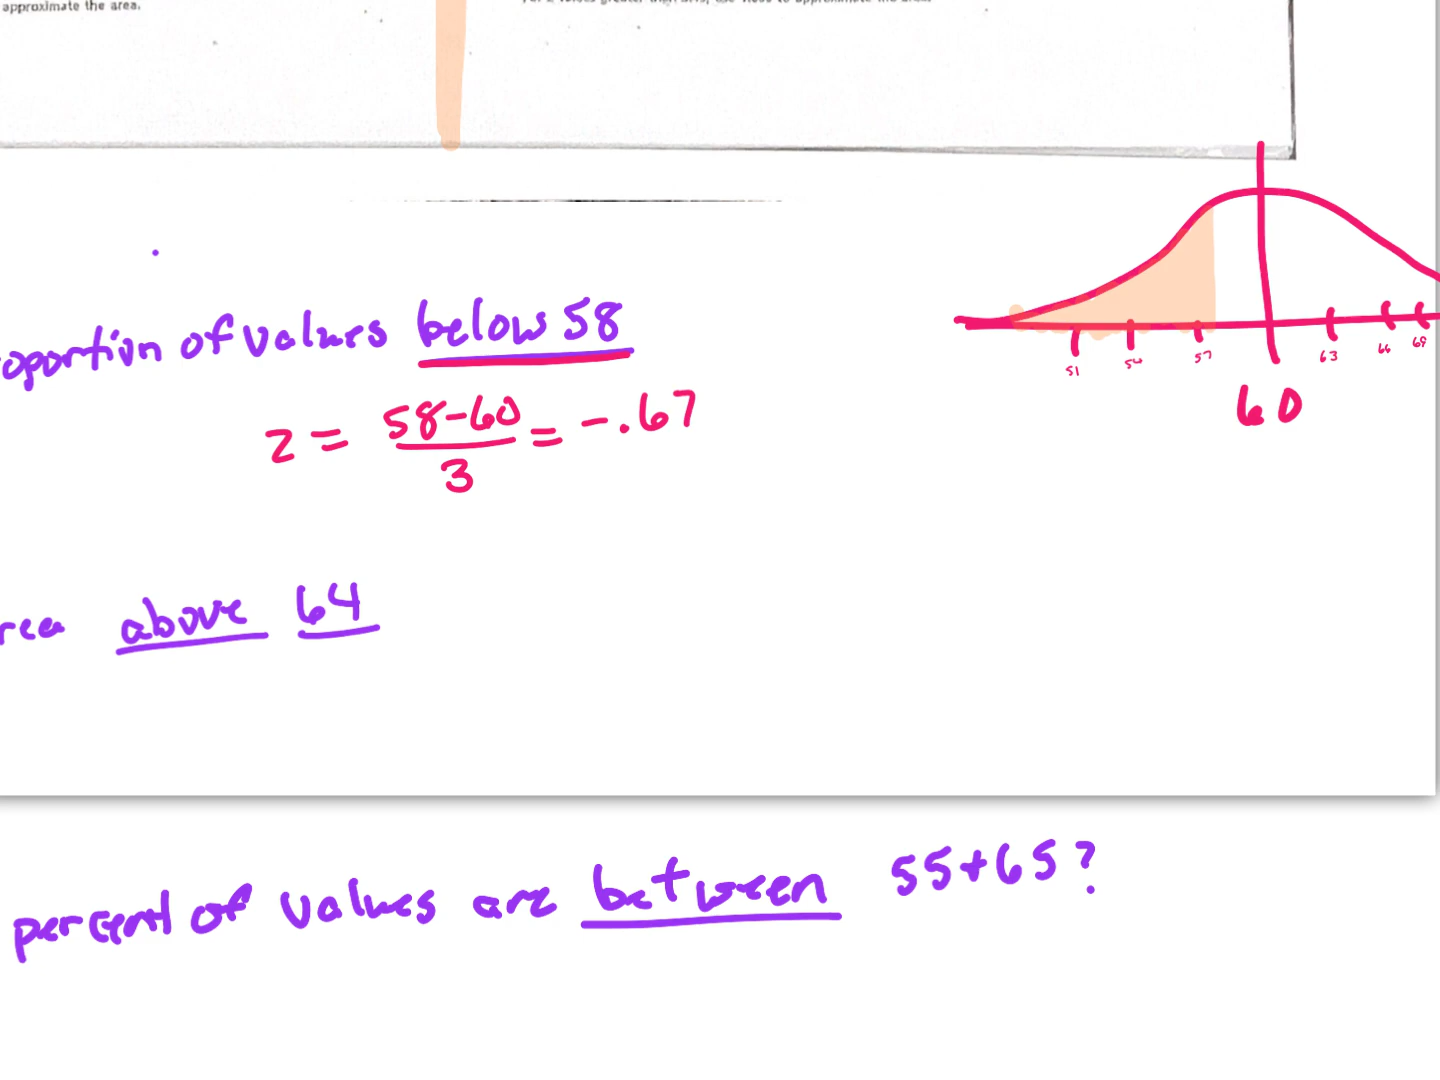 approximate the area.
oportion of values below 58
z = 58-60 / 3 = -.67
51 54 57 63 66 69
60
rea above 64
percent of values are between 55+65?